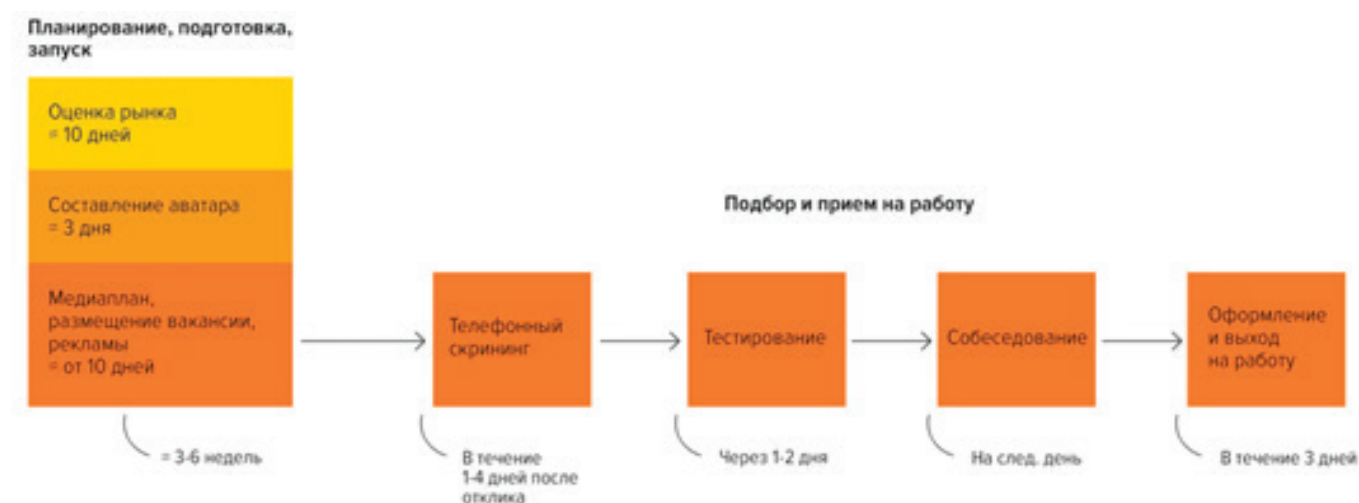 Планирование, подготовка,
запуск
Оценка рынка
= 10 дней
Составление аватара
= 3 дня
Медиаплан,
размещение вакансии,
рекламы
= от 10 дней
= 3-6 недель
Подбор и прием на работу
Телефонный
скрининг
В течение
1-4 дней после
отклика
Тестирование
Через 1-2 дня
Собеседование
На след. день
Оформление
и выход
на работу
В течение 3 дней